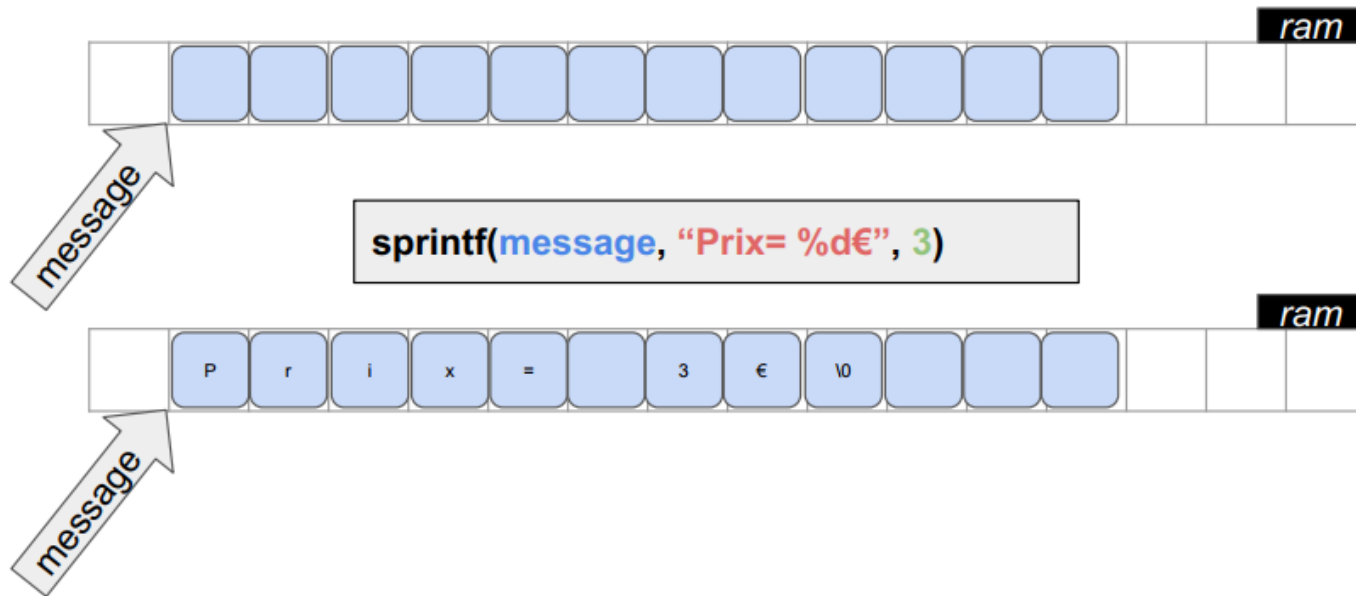 ram
message
sprintf(message, “Prix= %d€”, 3)
ram
P r i x = 3 € \0
message